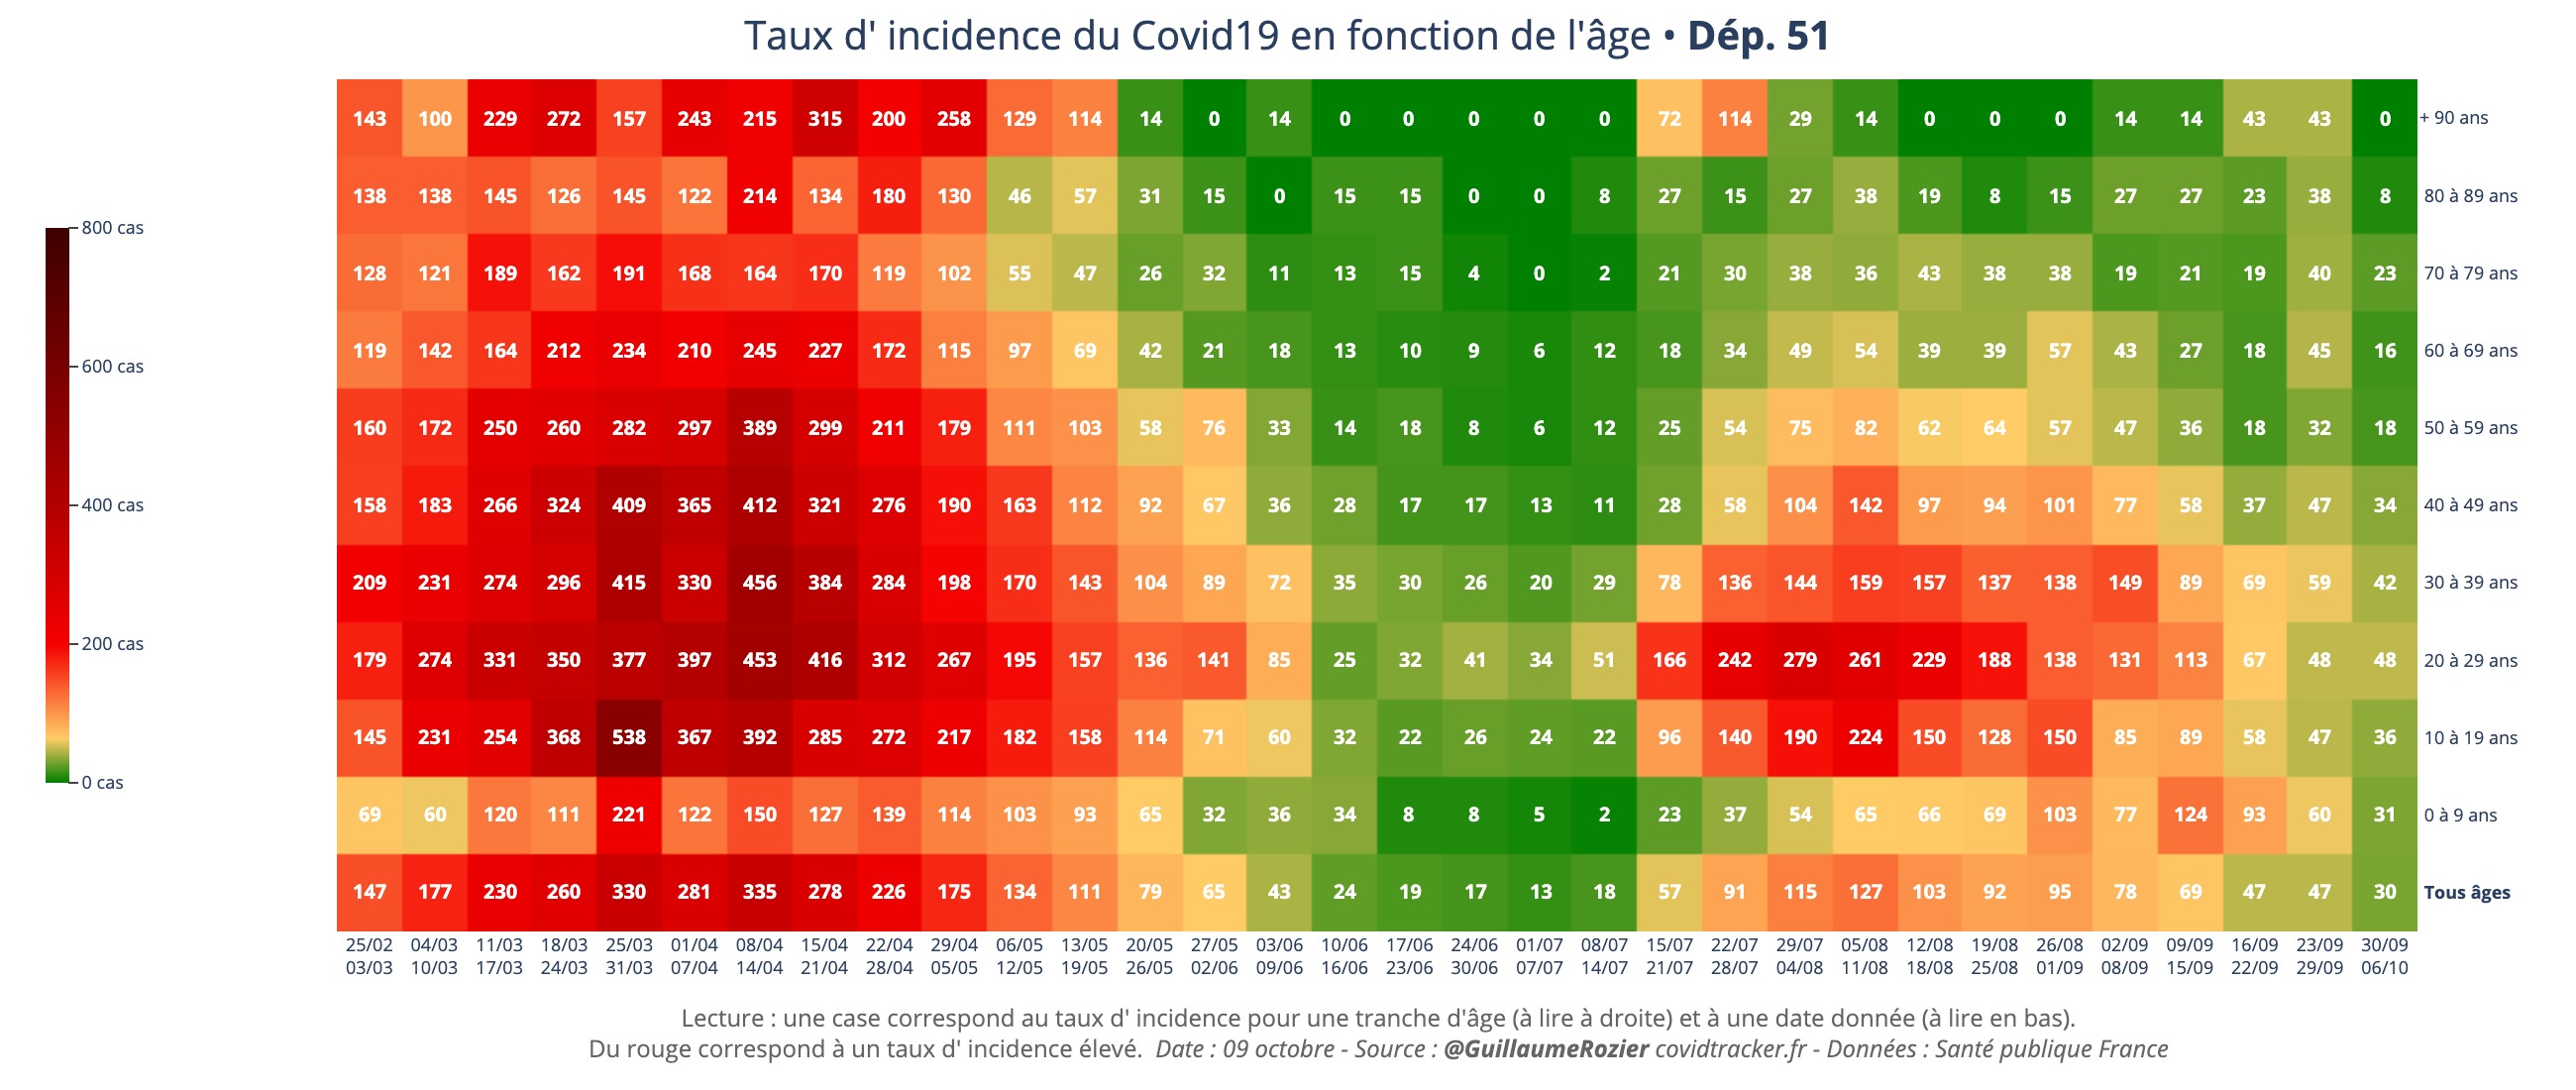 Taux d' incidence du Covid19 en fonction de l'âge • Dép. 51
800 cas
600 cas
400 cas
200 cas
0 cas
143 100 229 272 157 243 215 315 200 258 129 114 14 0 14 0 0 0 0 0 72 114 29 14 0 0 0 14 14 43 43 0 + 90 ans
138 138 145 126 145 122 214 134 180 130 46 57 31 15 0 15 15 0 0 8 27 15 27 38 19 8 15 27 27 23 38 8 80 à 89 ans
128 121 189 162 191 168 164 170 119 102 55 47 26 32 11 13 15 4 0 2 21 30 38 36 43 38 38 19 21 19 40 23 70 à 79 ans
119 142 164 212 234 210 245 227 172 115 97 69 42 21 18 13 10 9 6 12 18 34 49 54 39 39 57 43 27 18 45 16 60 à 69 ans
160 172 250 260 282 297 389 299 211 179 111 103 58 76 33 14 18 8 6 12 25 54 75 82 62 64 57 47 36 18 32 18 50 à 59 ans
158 183 266 324 409 365 412 321 276 190 163 112 92 67 36 28 17 17 13 11 28 58 104 142 97 94 101 77 58 37 47 34 40 à 49 ans
209 231 274 296 415 330 456 384 284 198 170 143 104 89 72 35 30 26 20 29 78 136 144 159 157 137 138 149 89 69 59 42 30 à 39 ans
179 274 331 350 377 397 453 416 312 267 195 157 136 141 85 25 32 41 34 51 166 242 279 261 229 188 138 131 113 67 48 48 20 à 29 ans
145 231 254 368 538 367 392 285 272 217 182 158 114 71 60 32 22 26 24 22 96 140 190 224 150 128 150 85 89 58 47 36 10 à 19 ans
69 60 120 111 221 122 150 127 139 114 103 93 65 32 36 34 8 8 5 2 23 37 54 65 66 69 103 77 124 93 60 31 0 à 9 ans
147 177 230 260 330 281 335 278 226 175 134 111 79 65 43 24 19 17 13 18 57 91 115 127 103 92 95 78 69 47 47 30 Tous âges
25/02 04/03 11/03 18/03 25/03 01/04 08/04 15/04 22/04 29/04 06/05 13/05 20/05 27/05 03/06 10/06 17/06 24/06 01/07 08/07 15/07 22/07 29/07 05/08 12/08 19/08 26/08 02/09 09/09 16/09 23/09 30/09
03/03 10/03 17/03 24/03 31/03 07/04 14/04 21/04 28/04 05/05 12/05 19/05 26/05 02/06 09/06 16/06 23/06 30/06 07/07 14/07 21/07 28/07 04/08 11/08 18/08 25/08 01/09 08/09 15/09 22/09 29/09 06/10
Lecture : une case correspond au taux d' incidence pour une tranche d'âge (à lire à droite) et à une date donnée (à lire en bas).
Du rouge correspond à un taux d' incidence élevé. Date : 09 octobre - Source : @GuillaumeRozier covidtracker.fr - Données : Santé publique France